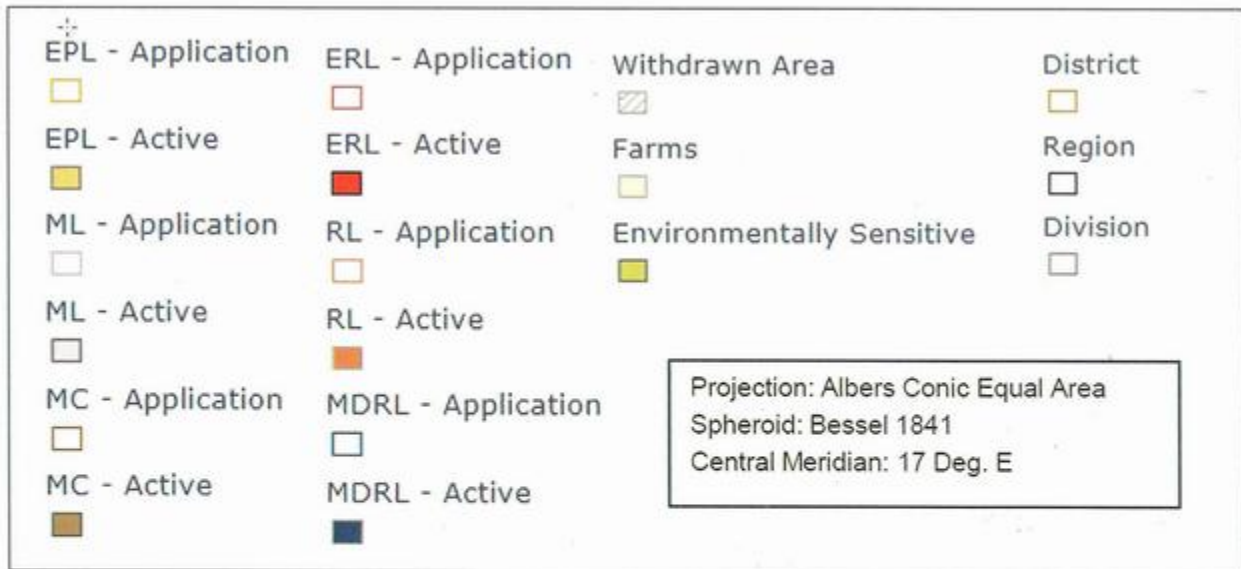 EPL - Application
EPL - Active
ML - Application
ML - Active
MC - Application
MC - Active
ERL - Application
ERL - Active
RL - Application
RL - Active
MDRL - Application
MDRL - Active
Withdrawn Area
Farms
Environmentally Sensitive
District
Region
Division
Projection: Albers Conic Equal Area
Spheroid: Bessel 1841
Central Meridian: 17 Deg. E